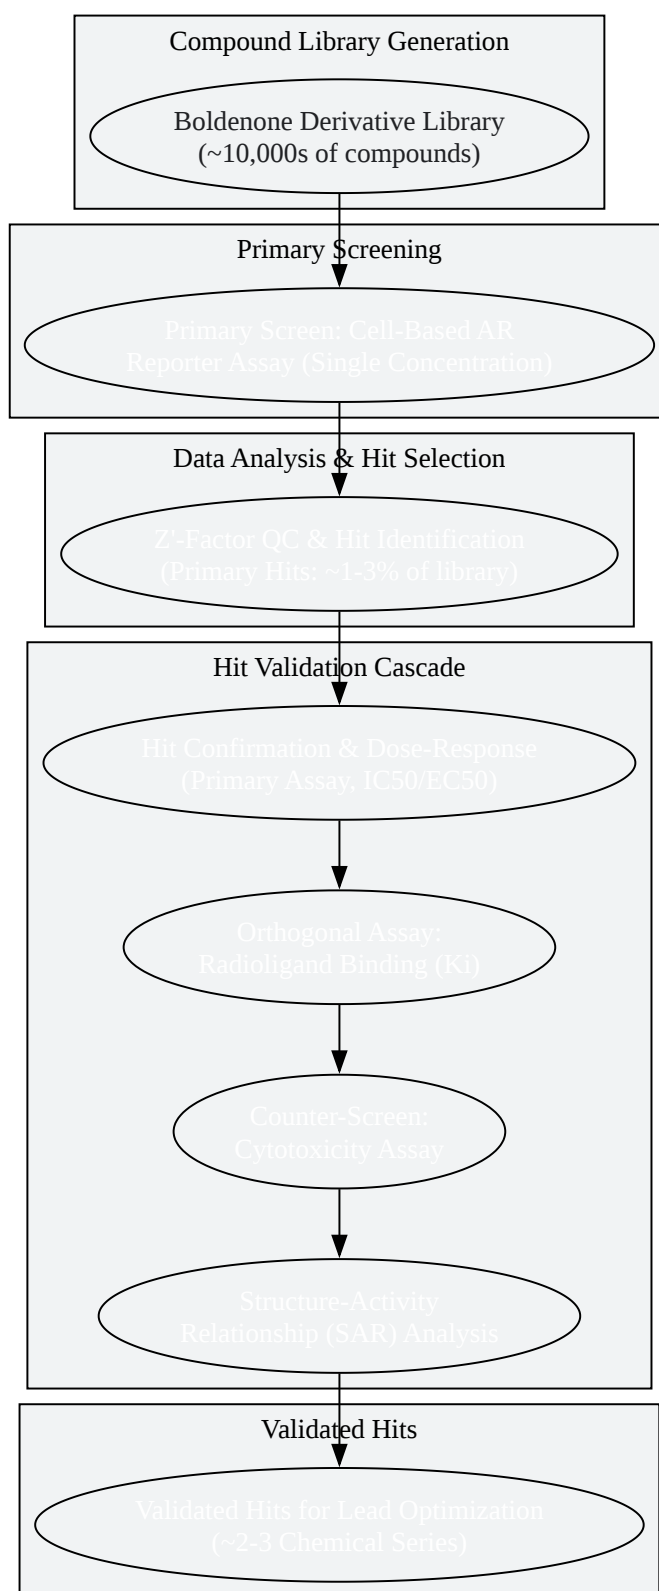 Compound Library Generation
Boldenone Derivative Library
(~10,000s of compounds)
Primary Screening
Primary Screen: Cell-Based AR
Reporter Assay (Single Concentration)
Data Analysis & Hit Selection
Z'-Factor QC & Hit Identification
(Primary Hits: ~1-3% of library)
Hit Validation Cascade
Hit Confirmation & Dose-Response
(Primary Assay, IC50/EC50)
Orthogonal Assay:
Radioligand Binding (Ki)
Counter-Screen:
Cytotoxicity Assay
Structure-Activity
Relationship (SAR) Analysis
Validated Hits
Validated Hits for Lead Optimization
(~2-3 Chemical Series)